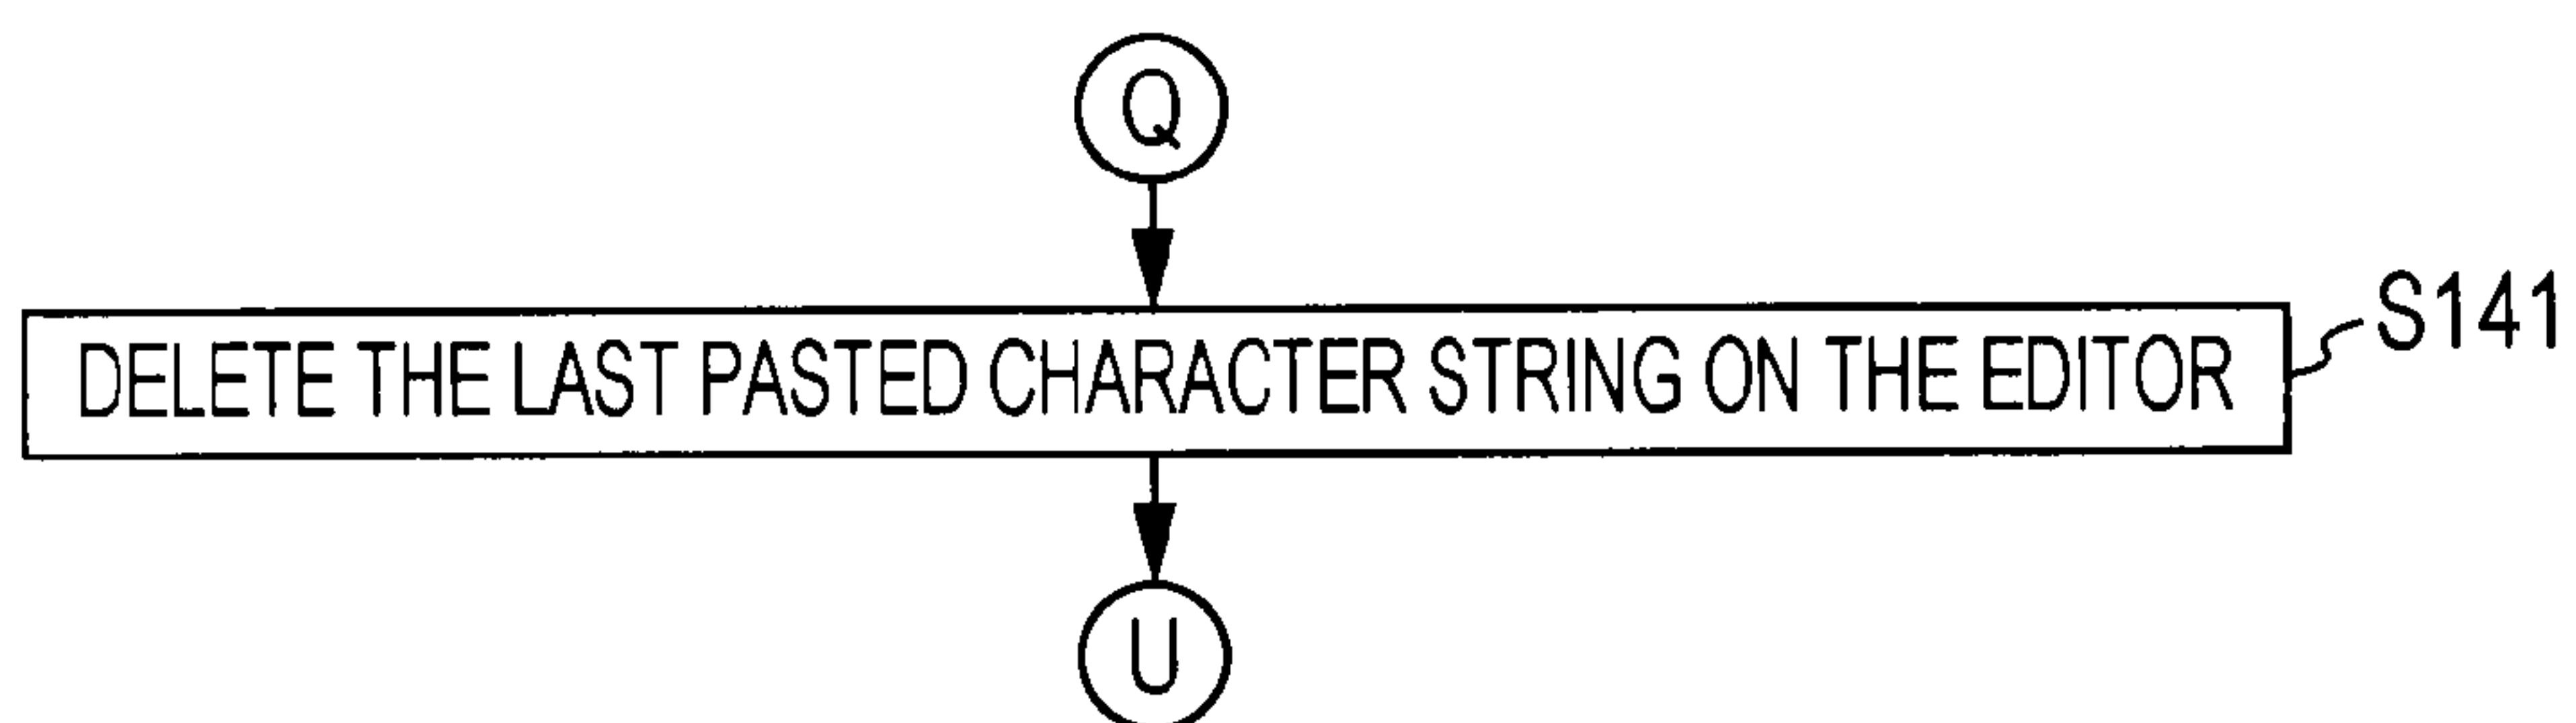 Q
S141
DELETE THE LAST PASTED CHARACTER STRING ON THE EDITOR
U